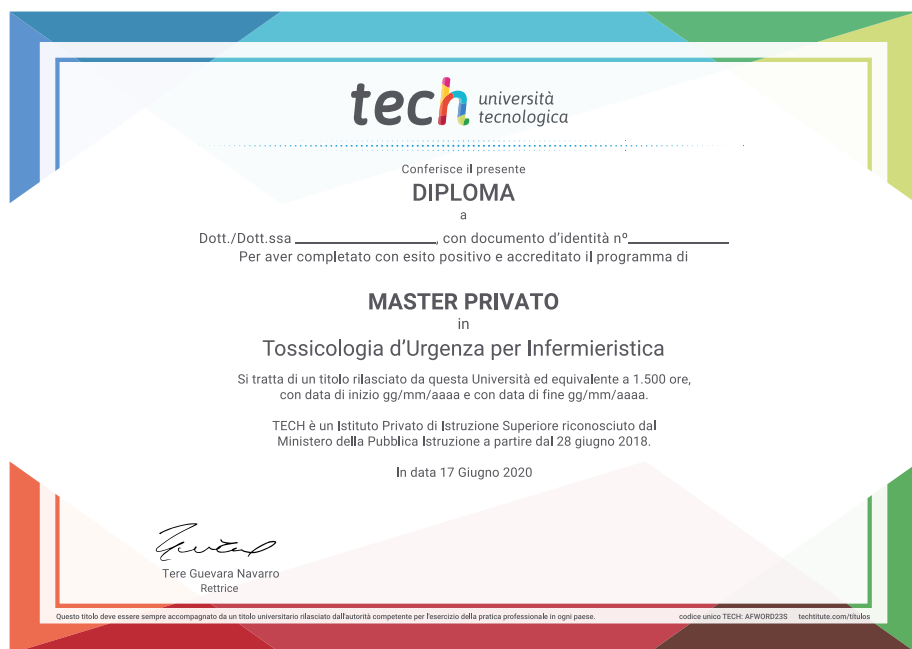 tech università
tecnologica
Conferisce il presente
DIPLOMA
a
Dott./Dott.ssa ____________________, con documento d'identità nº______________
Per aver completato con esito positivo e accreditato il programma di
MASTER PRIVATO
in
Tossicologia d'Urgenza per Infermieristica
Si tratta di un titolo rilasciato da questa Università ed equivalente a 1.500 ore,
con data di inizio gg/mm/aaaa e con data di fine gg/mm/aaaa.
TECH è un Istituto Privato di Istruzione Superiore riconosciuto dal
Ministero della Pubblica Istruzione a partire dal 28 giugno 2018.
In data 17 Giugno 2020
Tere Guevara Navarro
Rettrice
Questo titolo deve essere sempre accompagnato da un titolo universitario rilasciato dall'autorità competente per l'esercizio della pratica professionale in ogni paese. codice unico TECH: AFWORD23S techtitute.com/titulos